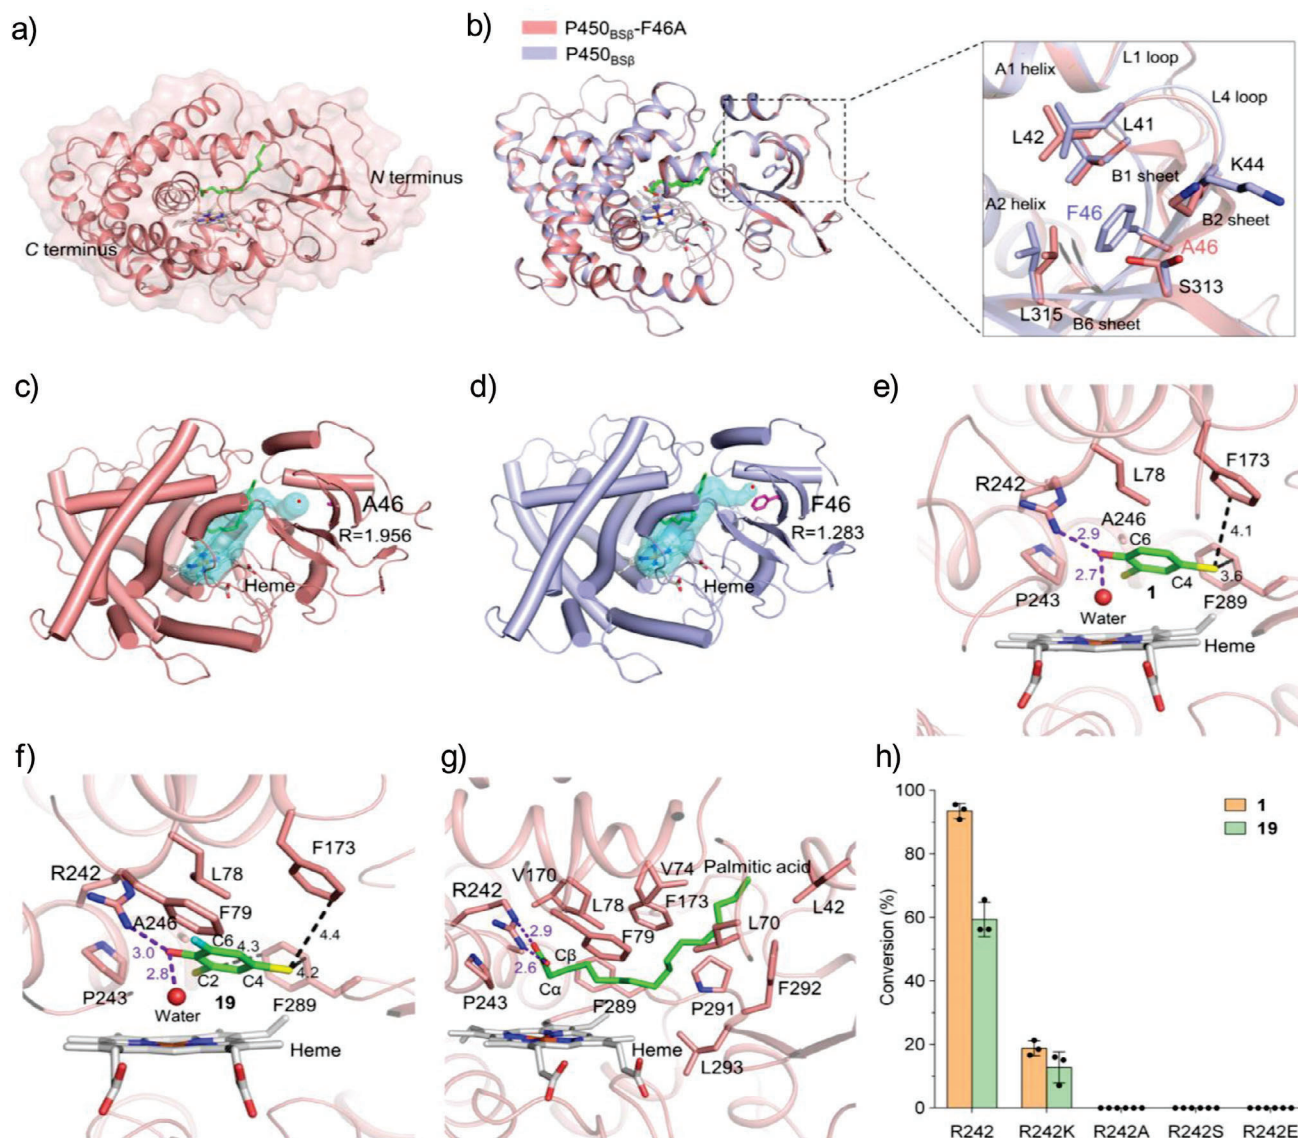 a)
N terminus
C terminus
b)
P450BSβ-F46A
P450BSβ
A1 helix
L1 loop
L4 loop
L42
L41
K44
B1 sheet
B2 sheet
A2 helix
F46
A46
S313
L315
B6 sheet
c)
A46
R=1.956
Heme
d)
F46
R=1.283
Heme
e)
F173
L78
R242
A246
2.9
C6
4.1
2.7
C4
3.6
1
P243
F289
Water
Heme
f)
F173
L78
R242
F79
A246
C6
4.3
4.4
3.0
4.2
2.8
C2
C4
P243
19
F289
Water
Heme
g)
Palmitic acid
V74
V170
L42
R242
L78
F173
L70
2.9
F79
Cβ
2.6
P243
Cα
F292
F289
P291
Heme
L293
h)
1
19
Conversion (%)
100
80
60
40
20
0
R242
R242K
R242A
R242S
R242E